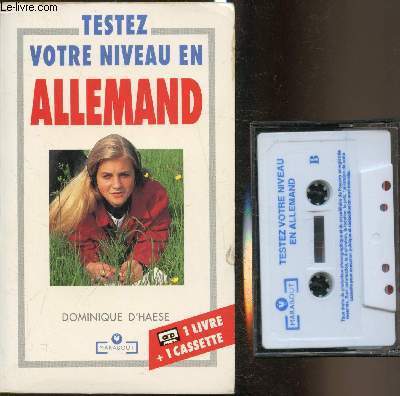 le-livre
TESTEZ
VOTRE NIVEAU EN
ALLEMAND
DOMINIQUE D'HAESE
MARABOUT
1 LIVRE
+ 1 CASSETTE
TESTEZ VOTRE NIVEAU
EN ALLEMAND
B
MARABOUT